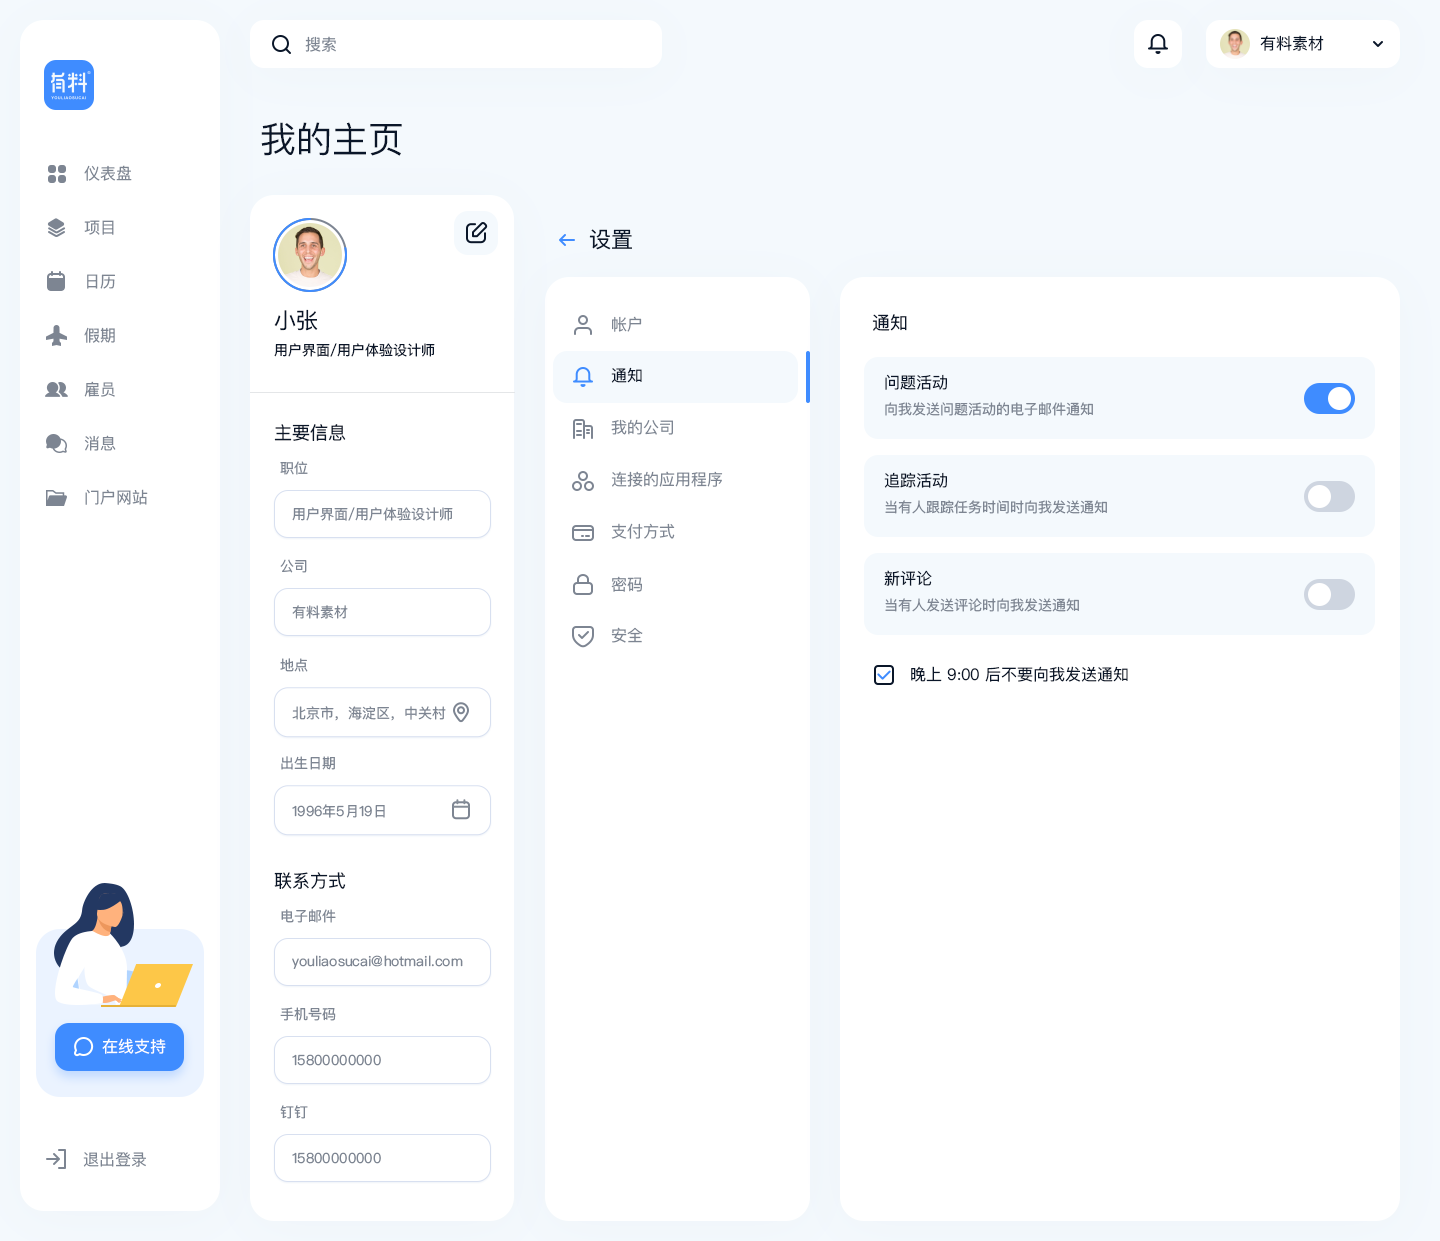 有料
YOULIAOSUCAI
搜索
有料素材
仪表盘
项目
日历
假期
雇员
消息
门户网站
在线支持
退出登录
我的主页
小张
用户界面/用户体验设计师
主要信息
职位
用户界面/用户体验设计师
公司
有料素材
地点
北京市，海淀区，中关村
出生日期
1996年5月19日
联系方式
电子邮件
youliaosucai@hotmail.com
手机号码
15800000000
钉钉
15800000000
设置
帐户
通知
我的公司
连接的应用程序
支付方式
密码
安全
通知
问题活动
向我发送问题活动的电子邮件通知
追踪活动
当有人跟踪任务时间时向我发送通知
新评论
当有人发送评论时向我发送通知
晚上 9:00 后不要向我发送通知